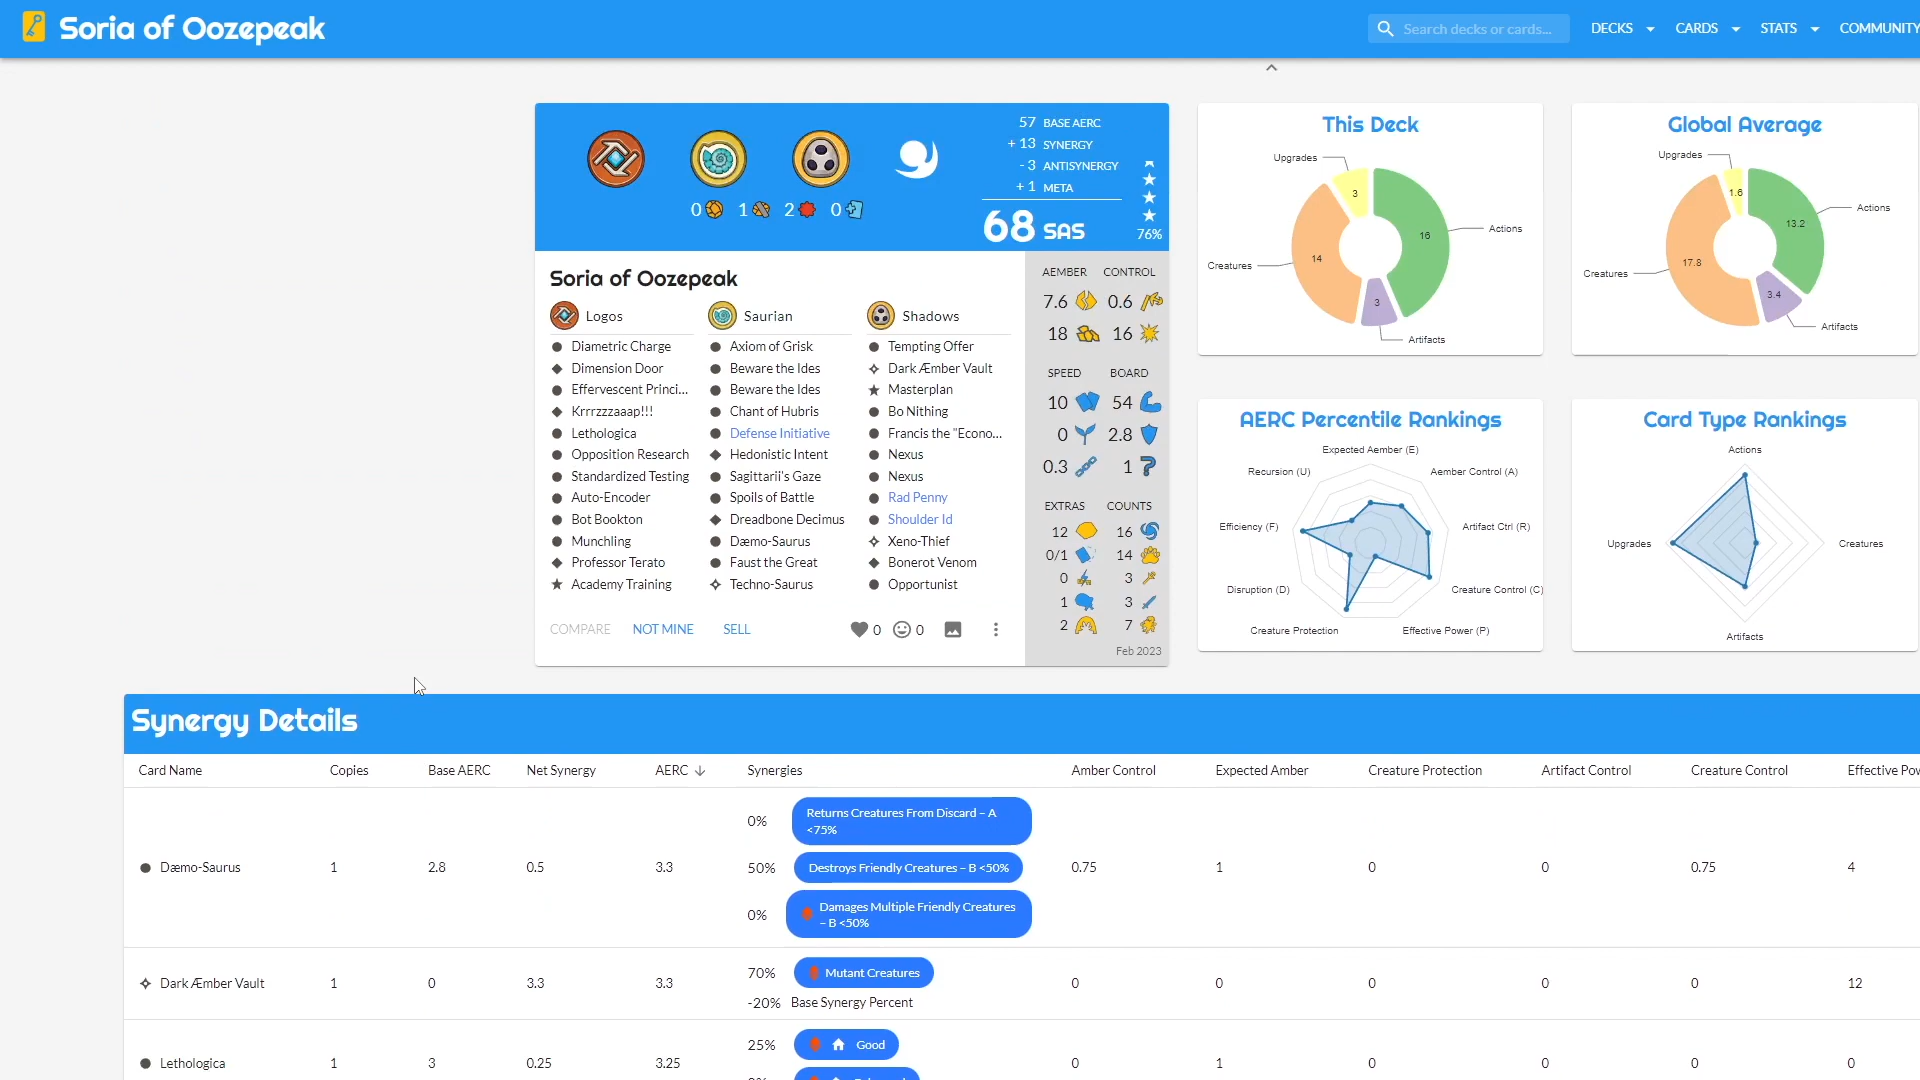 Soria of Oozepeak
Search decks or cards...
DECKS
CARDS
STATS
COMMUNITY
57 BASE AERC
+ 13 SYNERGY
- 3 ANTISYNERGY
+ 1 META
68 SAS
76%
0 1 2 0
Soria of Oozepeak
Logos
Diametric Charge
Dimension Door
Effervescent Princi...
Krrrzzzaaap!!!
Lethologica
Opposition Research
Standardized Testing
Auto-Encoder
Bot Bookton
Munchling
Professor Terato
Academy Training
Saurian
Axiom of Grisk
Beware the Ides
Beware the Ides
Chant of Hubris
Defense Initiative
Hedonistic Intent
Sagittarii's Gaze
Spoils of Battle
Dreadbone Decimus
Dæmo-Saurus
Faust the Great
Techno-Saurus
Shadows
Tempting Offer
Dark Æmber Vault
Masterplan
Bo Nithing
Francis the "Econo...
Nexus
Nexus
Rad Penny
Shoulder Id
Xeno-Thief
Bonerot Venom
Opportunist
COMPARE
NOT MINE
SELL
0
0
AEMBER CONTROL
7.6 0.6
18 16
SPEED BOARD
10 54
0 2.8
0.3 1
EXTRAS COUNTS
12 16
0/1 14
0 3
1 3
2 7
Feb 2023
This Deck
Upgrades
3
Actions
16
Creatures
14
3
Artifacts
Global Average
Upgrades
1.6
Actions
13.2
Creatures
17.8
3.4
Artifacts
AERC Percentile Rankings
Expected Aember (E)
Recursion (U)
Aember Control (A)
Efficiency (F)
Artifact Ctrl (R)
Disruption (D)
Creature Control (C)
Creature Protection
Effective Power (P)
Card Type Rankings
Actions
Upgrades
Creatures
Artifacts
Synergy Details
Card Name Copies Base AERC Net Synergy AERC Synergies Amber Control Expected Amber Creature Protection Artifact Control Creature Control Effective Pow
0% Returns Creatures From Discard – A
<75%
Dæmo-Saurus 1 2.8 0.5 3.3 50% Destroys Friendly Creatures – B <50% 0.75 1 0 0 0.75 4
0% Damages Multiple Friendly Creatures
– B <50%
70% Mutant Creatures
Dark Æmber Vault 1 0 3.3 3.3 0 0 0 0 0 12
-20% Base Synergy Percent
25% Good
Lethologica 1 3 0.25 3.25 0 1 0 0 0 0